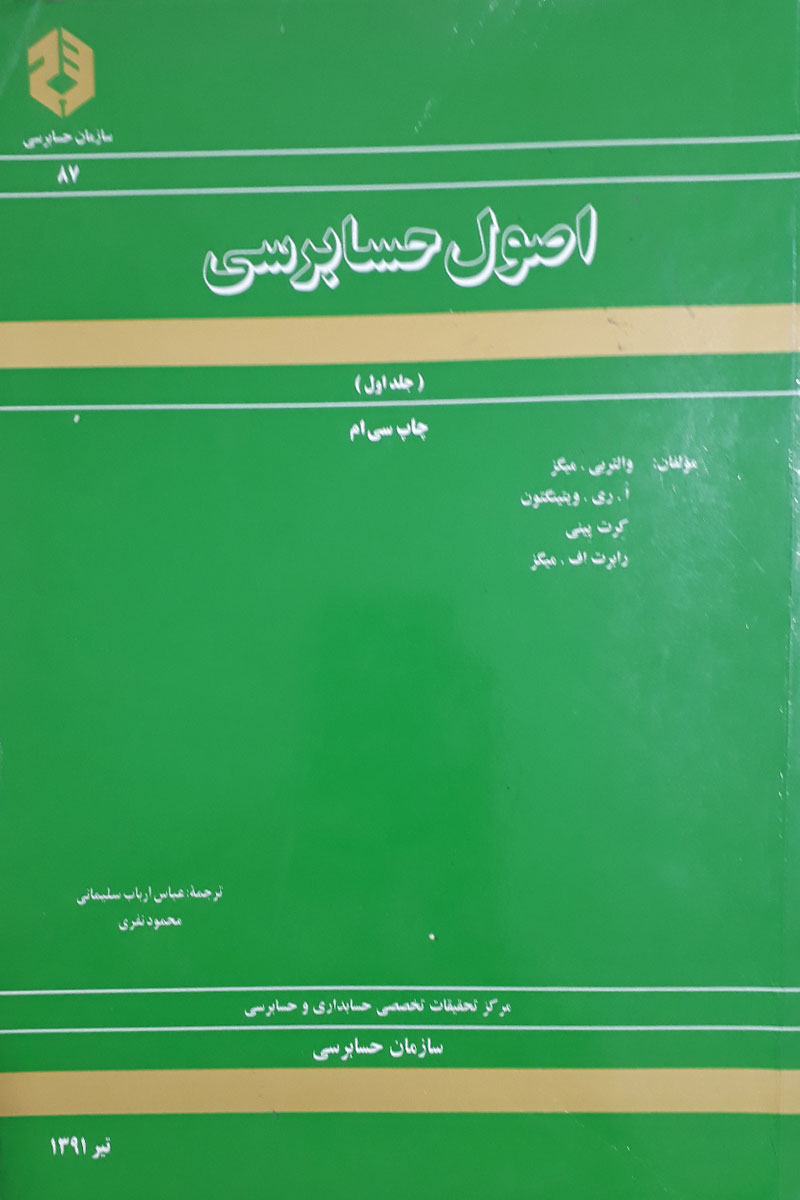 سازمان حسابرسی
۸۷
اصول حسابرسی
(جلد اول)
چاپ سی‌ام
مؤلفان: والتربی . میگز
أ . ری . ویتینگتون
کرت پینی
رابرت اف . میگز
ترجمهٔ: عباس ارباب سلیمانی
محمود نفری
مرکز تحقیقات تخصصی حسابداری و حسابرسی
سازمان حسابرسی
تیر ۱۳۹۱